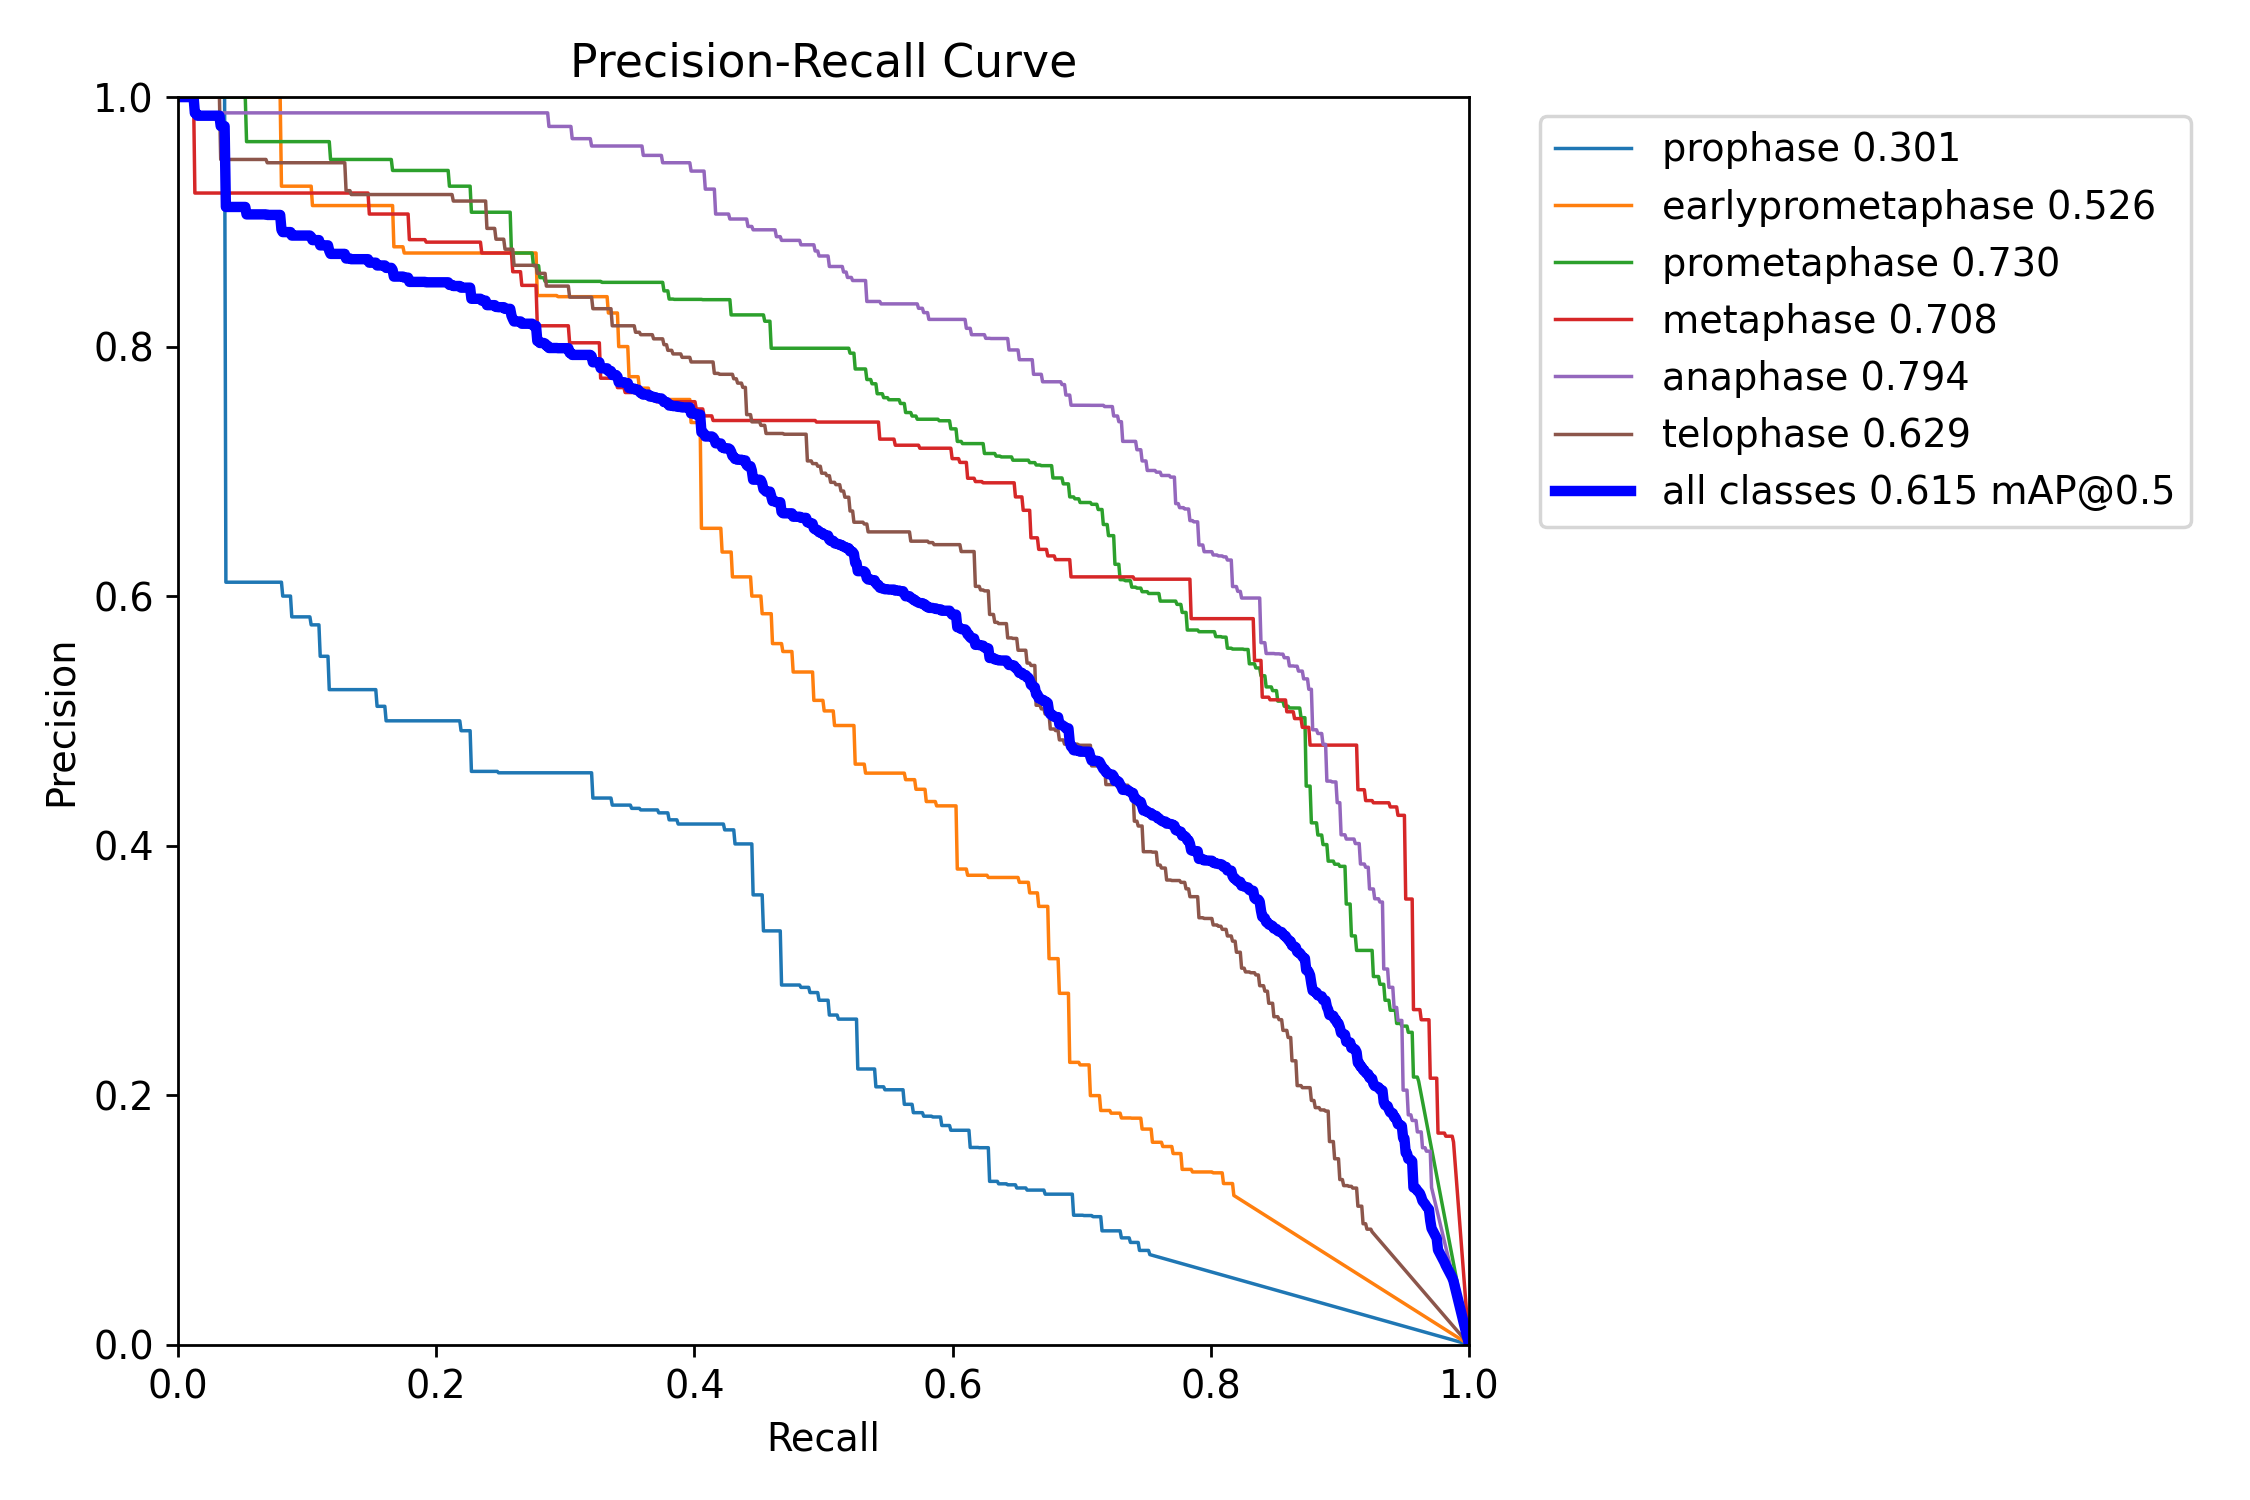 Precision-Recall Curve
prophase 0.301
earlyprometaphase 0.526
prometaphase 0.730
metaphase 0.708
anaphase 0.794
telophase 0.629
all classes 0.615 mAP@0.5
1.0
0.8
0.6
0.4
0.2
0.0
Precision
0.0 0.2 0.4 0.6 0.8 1.0
Recall